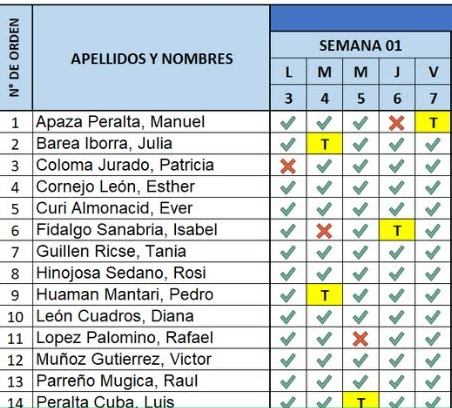 N° DE ORDEN
APELLIDOS Y NOMBRES
SEMANA 01
L M M J V
3 4 5 6 7
1 Apaza Peralta, Manuel ✓ ✓ ✓ ✗ T
2 Barea Iborra, Julia ✓ T ✓ ✓ ✓
3 Coloma Jurado, Patricia ✗ ✓ ✓ ✓ ✓
4 Cornejo León, Esther ✓ ✓ ✓ ✓ ✓
5 Curi Almonacid, Ever ✓ ✓ ✓ ✓ ✓
6 Fidalgo Sanabria, Isabel ✓ ✗ ✓ T ✓
7 Guillen Ricse, Tania ✓ ✓ ✓ ✓ ✓
8 Hinojosa Sedano, Rosi ✓ ✓ ✓ ✓ ✓
9 Huaman Mantari, Pedro ✓ T ✓ ✓ ✓
10 León Cuadros, Diana ✓ ✓ ✓ ✓ ✓
11 Lopez Palomino, Rafael ✓ ✓ ✗ ✓ ✓
12 Muñoz Gutierrez, Victor ✓ ✓ ✓ ✓ ✓
13 Parreño Mugica, Raul ✓ ✓ ✓ ✓ ✓
14 Peralta Cuba, Luis ✓ ✓ T ✓ ✓